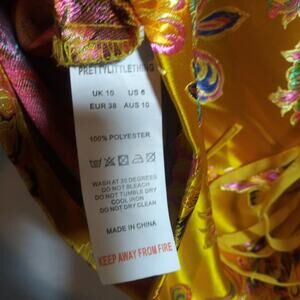 PRETTYLITTLETHING
UK 10 US 6
EUR 38 AUS 10
100% POLYESTER
WASH AT 30 DEGREES
DO NOT BLEACH
DO NOT TUMBLE DRY
COOL IRON
DO NOT DRY CLEAN
MADE IN CHINA
KEEP AWAY FROM FIRE